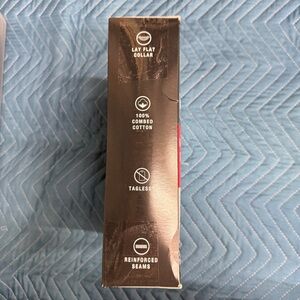 LAY FLAT
COLLAR
100%
COMBED
COTTON
TAGLESS
REINFORCED
SEAMS